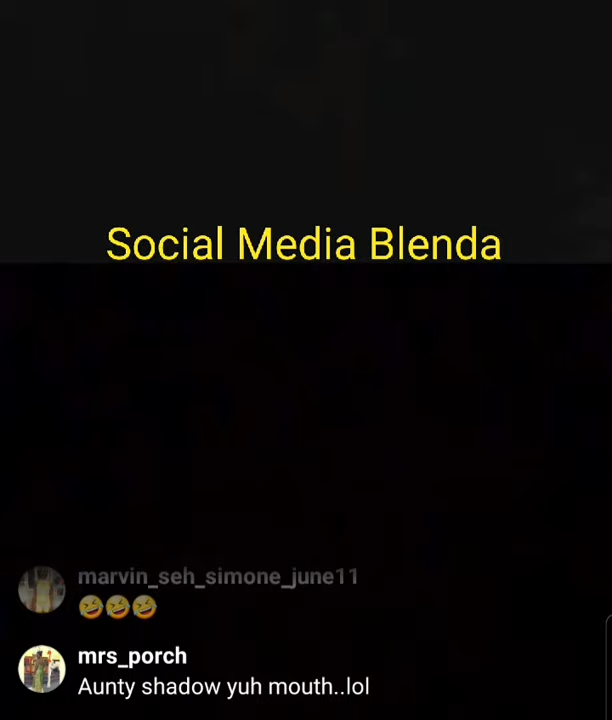 Social Media Blenda
marvin_seh_simone_june11
🤣🤣🤣
mrs_porch
Aunty shadow yuh mouth..lol